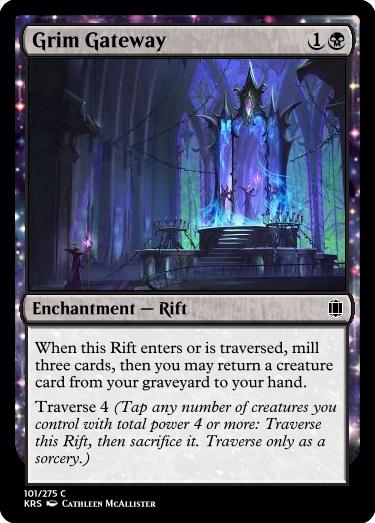 Grim Gateway 1
Enchantment — Rift
When this Rift enters or is traversed, mill
three cards, then you may return a creature
card from your graveyard to your hand.
Traverse 4 (Tap any number of creatures you
control with total power 4 or more: Traverse
this Rift, then sacrifice it. Traverse only as a
sorcery.)
101/275 C
KRS Cathleen McAllister